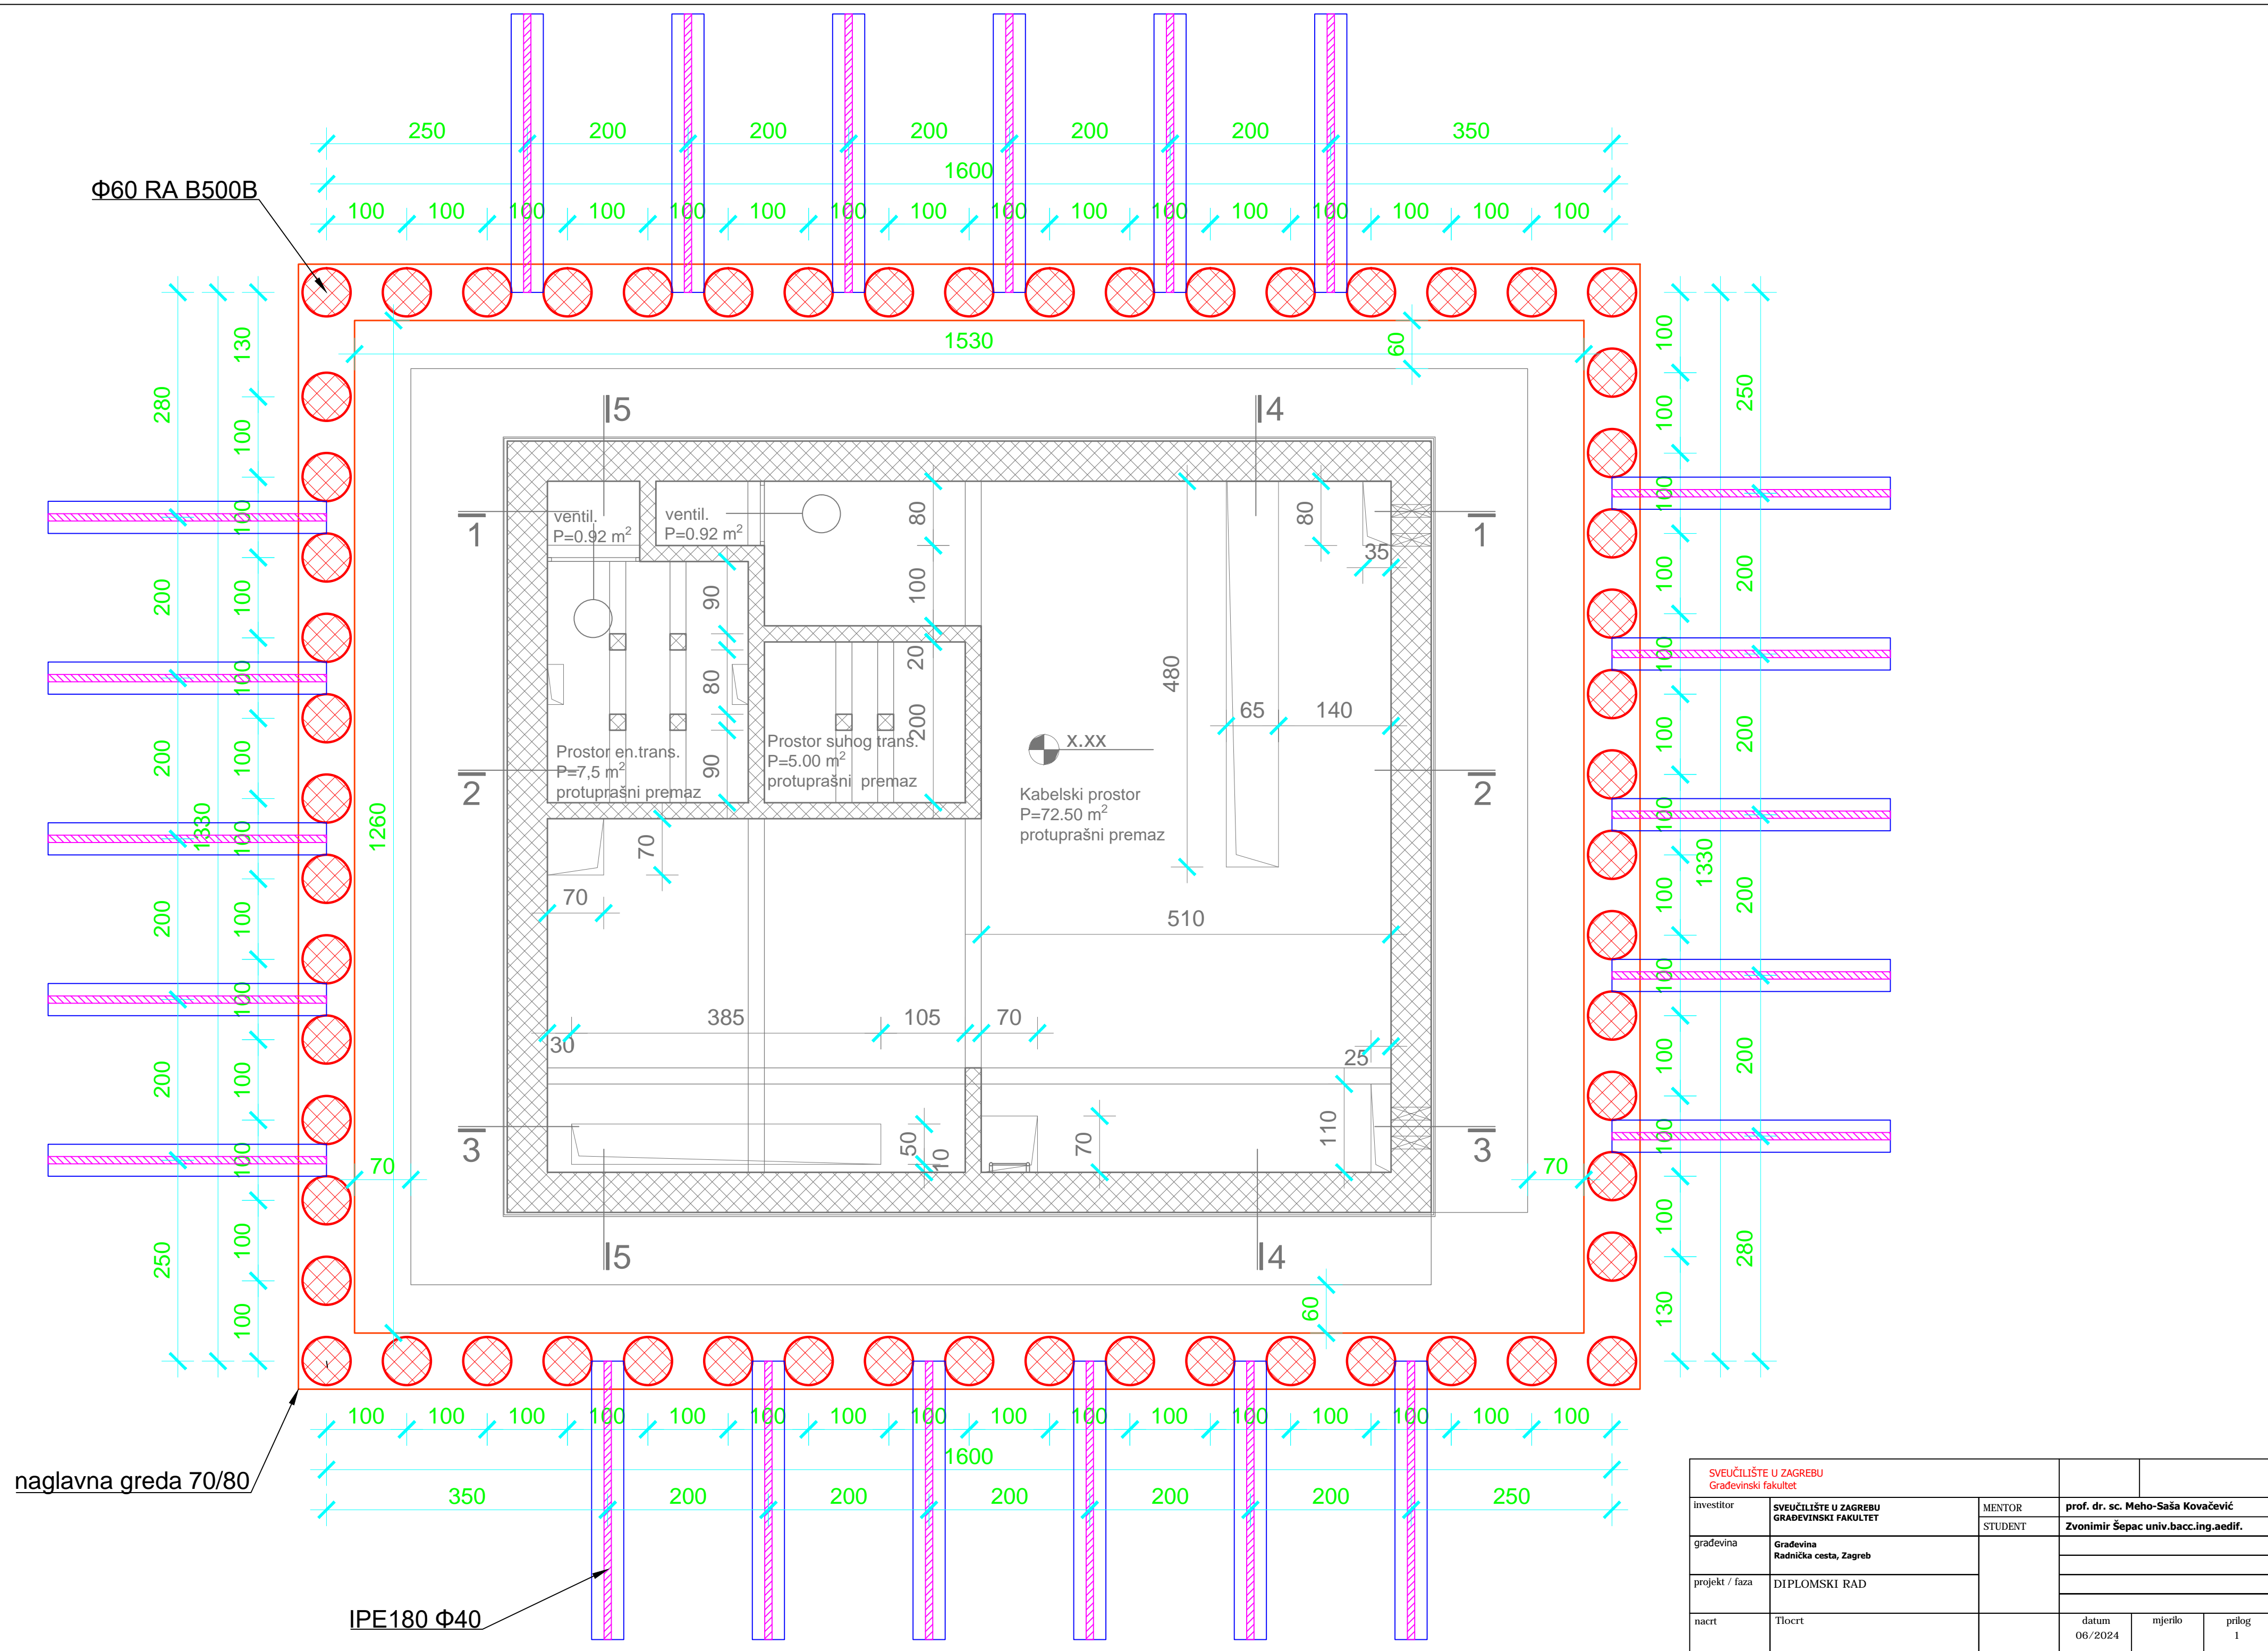 250 200 200 200 200 200 350
1600
Φ60 RA B500B
100 100 100 100 100 100 100 100 100 100 100 100 100 100 100 100
1530
60
130
100
100
100
100
100
100
100
100
100
100
100
100
280
200
200
200
200
250
1330
1260
100
100
100
100
100
100
100
100
100
100
100
100
130
250
200
200
200
200
280
1330
5 4
1 1
ventil.
P=0.92 m²
ventil.
P=0.92 m²
80
80
35
100
90
20
80
480
200
65 140
90
Prostor en.trans.
P=7,5 m²
protuprašni premaz
Prostor suhog trans.
P=5.00 m²
protuprašni premaz
x.xx
2 2
Kabelski prostor
P=72.50 m²
protuprašni premaz
70
70
510
385 105 70
30
25
50
10
70
110
3 3
70
70
5 4
60
100 100 100 100 100 100 100 100 100 100 100 100 100 100 100 100
1600
naglavna greda 70/80
350 200 200 200 200 200 250
IPE180 Φ40
SVEUČILIŠTE U ZAGREBU
Građevinski fakultet
investitor
SVEUČILIŠTE U ZAGREBU
GRAĐEVINSKI FAKULTET
MENTOR
prof. dr. sc. Meho-Saša Kovačević
STUDENT
Zvonimir Šepac univ.bacc.ing.aedif.
građevina
Građevina
Radnička cesta, Zagreb
projekt / faza
DIPLOMSKI RAD
nacrt
Tlocrt
datum
06/2024
mjerilo
prilog
1